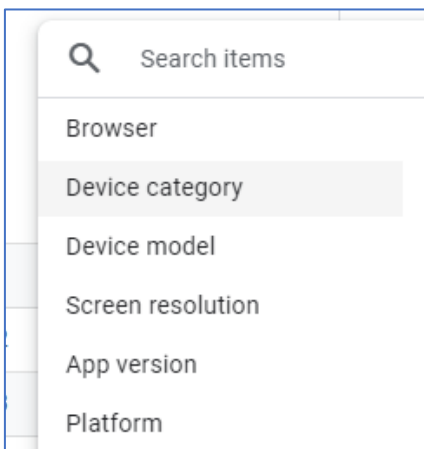 Search items
Browser
Device category
Device model
Screen resolution
App version
Platform